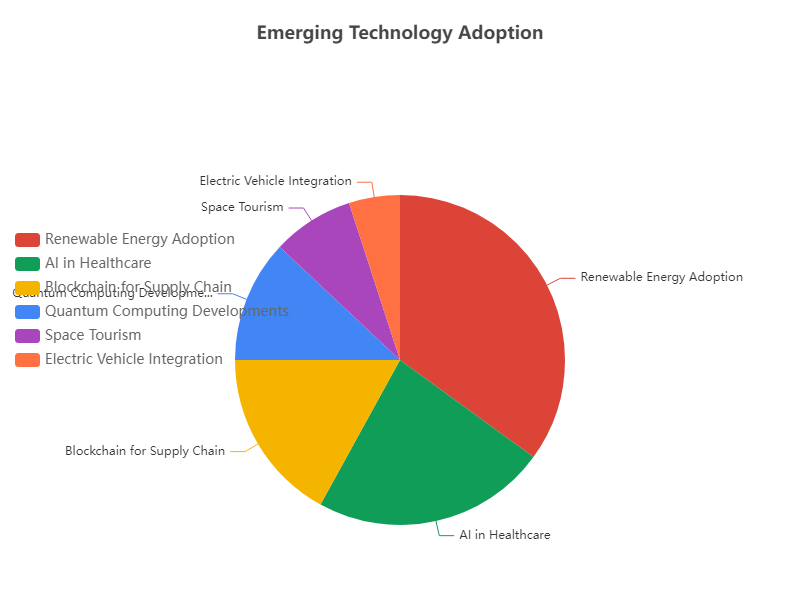 Emerging Technology Adoption
Electric Vehicle Integration
Space Tourism
Renewable Energy Adoption
AI in Healthcare
Blockchain for Supply Chain
Quantum Computing Developme...
Quantum Computing Developments
Space Tourism
Electric Vehicle Integration
Renewable Energy Adoption
Blockchain for Supply Chain
AI in Healthcare